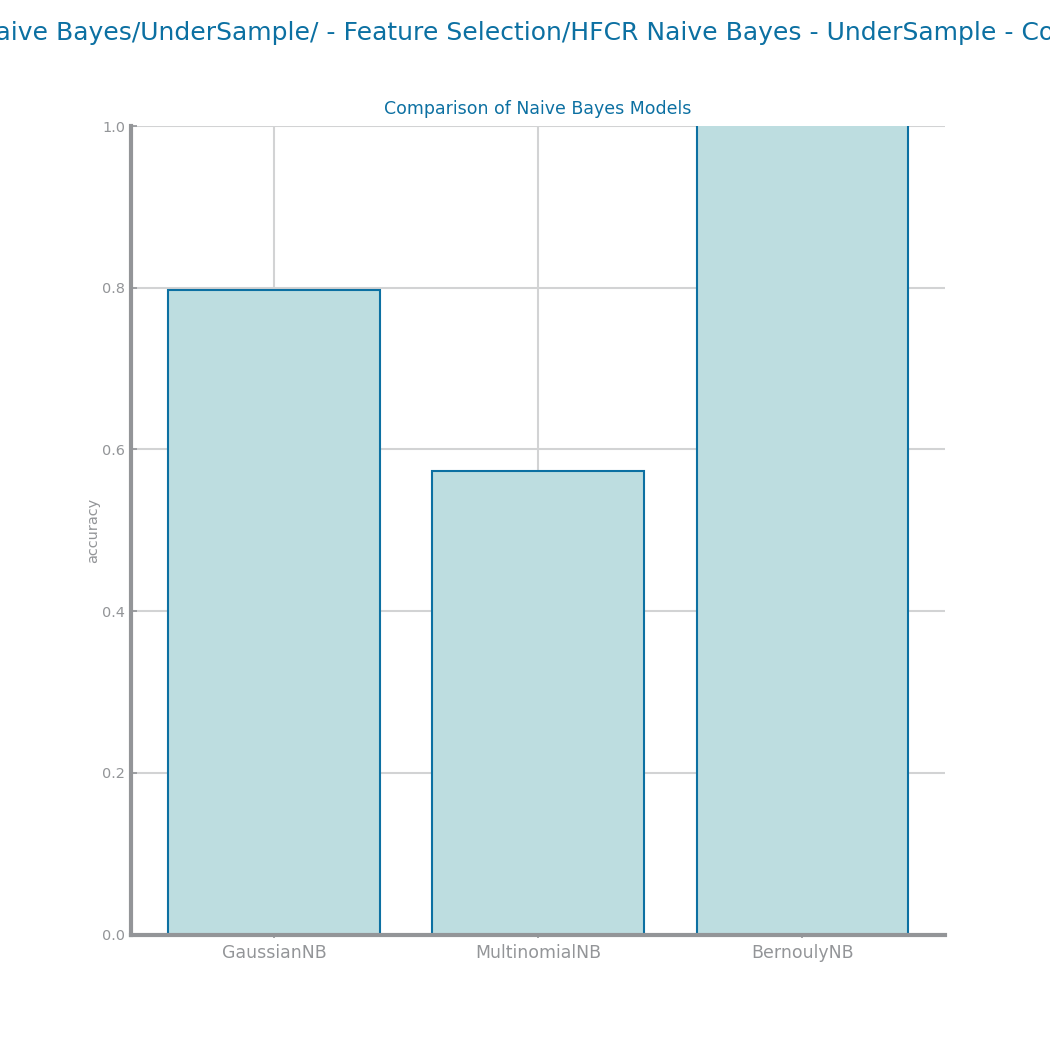 aive Bayes/UnderSample/ - Feature Selection/HFCR Naive Bayes - UnderSample - Co
Comparison of Naive Bayes Models
1.0
0.8
0.6
0.4
0.2
0.0
accuracy
GaussianNB MultinomialNB BernoulyNB